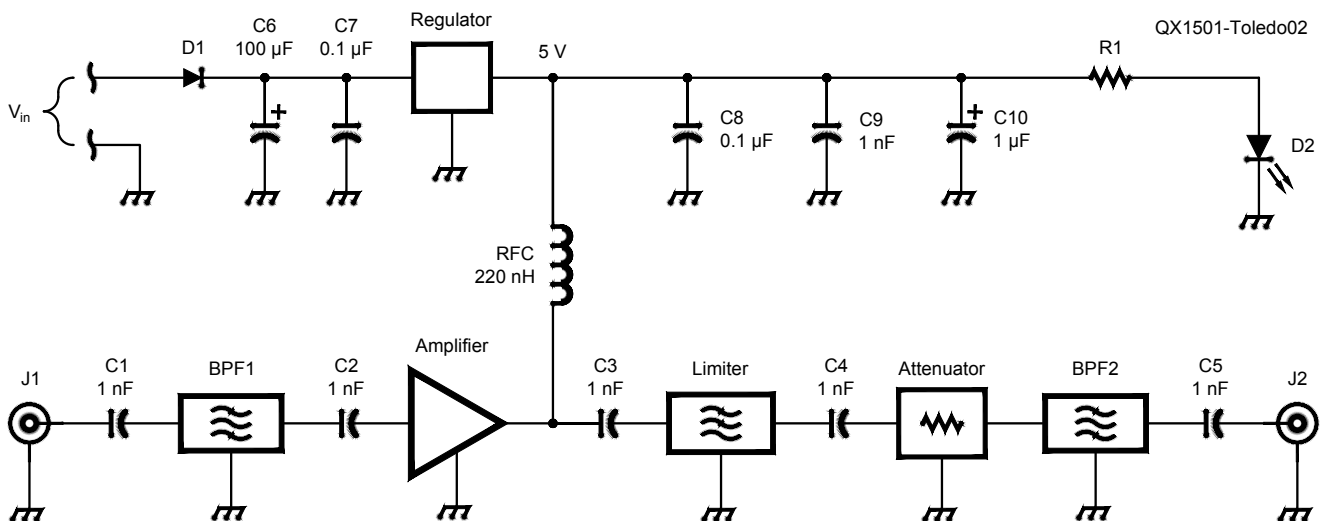 QX1501-Toledo02
V_in
D1
C6
100 µF
C7
0.1 µF
Regulator
5 V
C8
0.1 µF
C9
1 nF
C10
1 µF
R1
D2
RFC
220 nH
J1
C1
1 nF
BPF1
C2
1 nF
Amplifier
C3
1 nF
Limiter
C4
1 nF
Attenuator
BPF2
C5
1 nF
J2